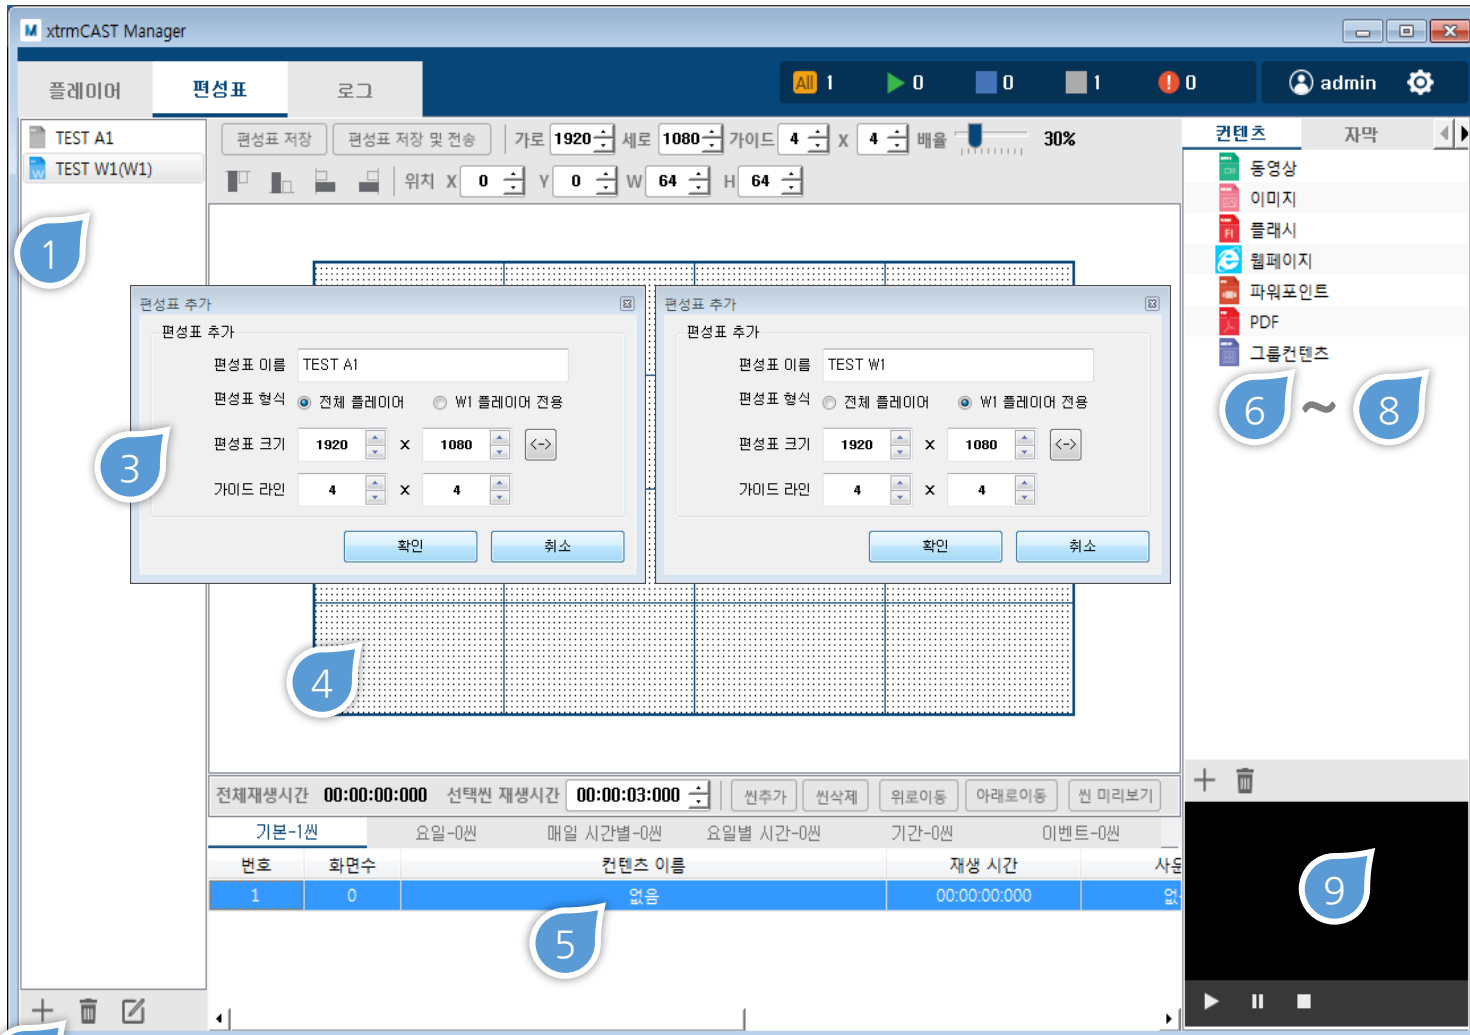 M xtrmCAST Manager
플레이어 편성표 로그 All 1 0 0 1 0 admin
TEST A1
TEST W1(W1)
편성표 저장 편성표 저장 및 전송 가로 1920 세로 1080 가이드 4 X 4 배율 30%
위치 X 0 Y 0 W 64 H 64
컨텐츠 자막
동영상
이미지
플래시
웹페이지
파워포인트
PDF
그룹컨텐츠
1
6 ~ 8
편성표 추가
편성표 추가
편성표 이름 TEST A1
편성표 형식 전체 플레이어 W1 플레이어 전용
편성표 크기 1920 X 1080 <->
가이드 라인 4 X 4
확인 취소
3
편성표 추가
편성표 추가
편성표 이름 TEST W1
편성표 형식 전체 플레이어 W1 플레이어 전용
편성표 크기 1920 X 1080 <->
가이드 라인 4 X 4
확인 취소
4
전체재생시간 00:00:00:000 선택씬 재생시간 00:00:03:000 씬추가 씬삭제 위로이동 아래로이동 씬 미리보기
기본-1씬 요일-0씬 매일 시간별-0씬 요일별 시간-0씬 기간-0씬 이벤트-0씬
번호 화면수 컨텐츠 이름 재생 시간 사운
1 0 없음 00:00:00:000
5
9